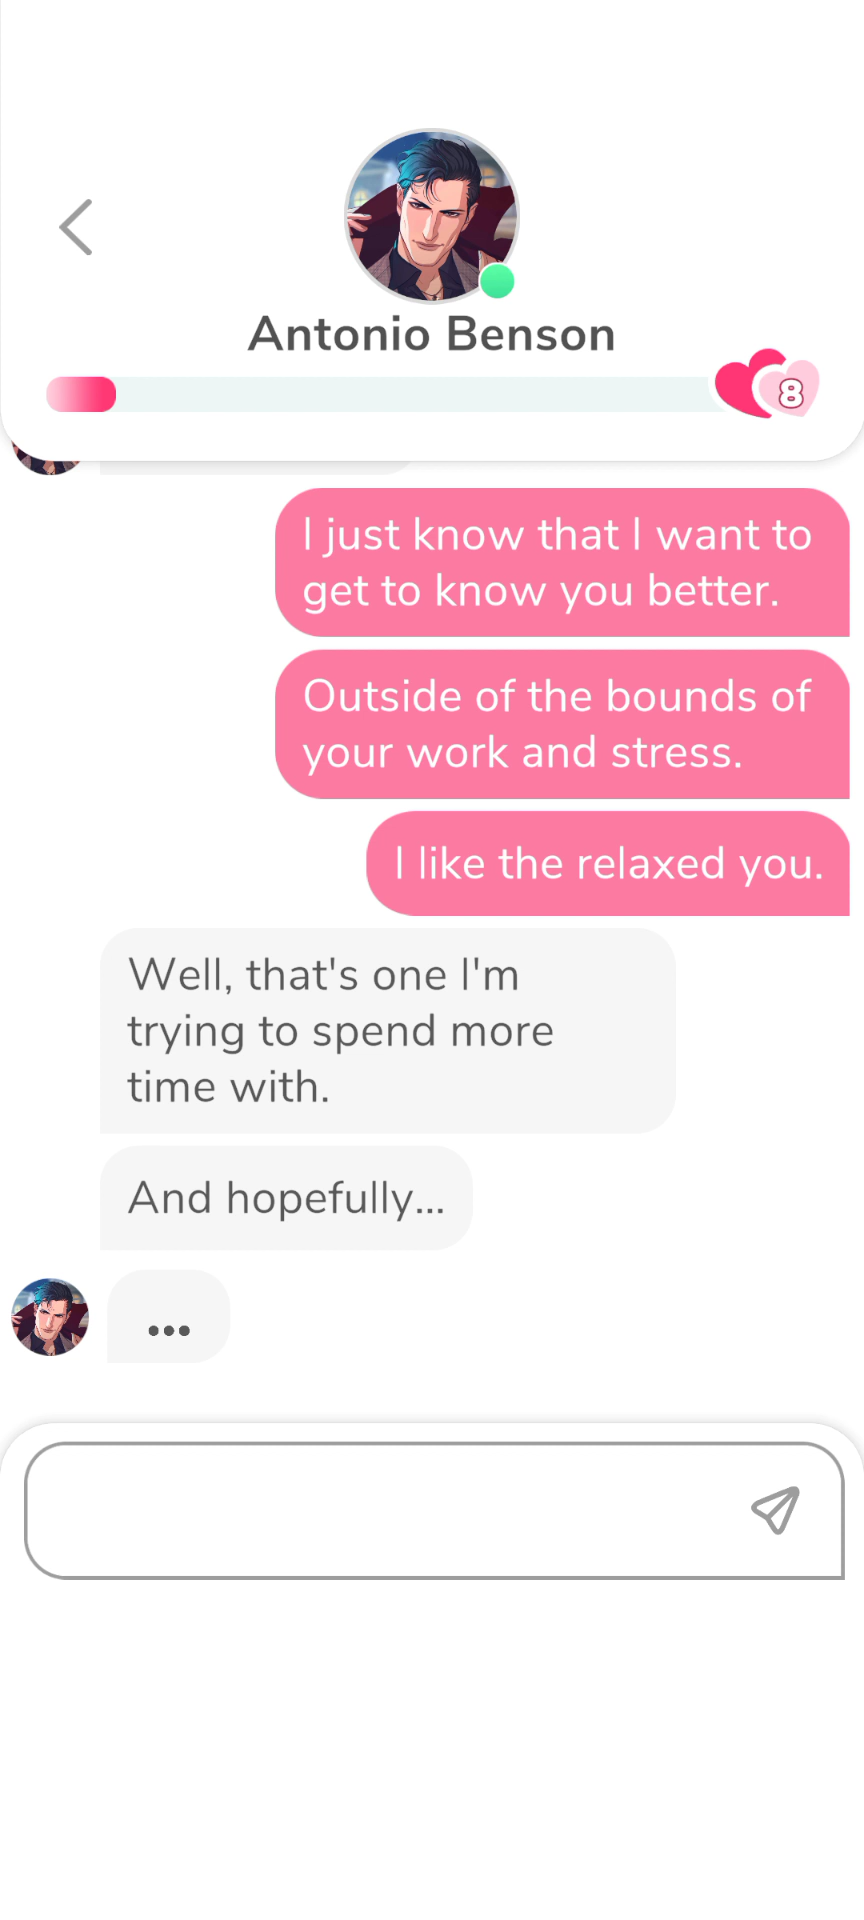 Antonio Benson
8
I just know that I want to
get to know you better.
Outside of the bounds of
your work and stress.
I like the relaxed you.
Well, that's one I'm
trying to spend more
time with.
And hopefully...
...